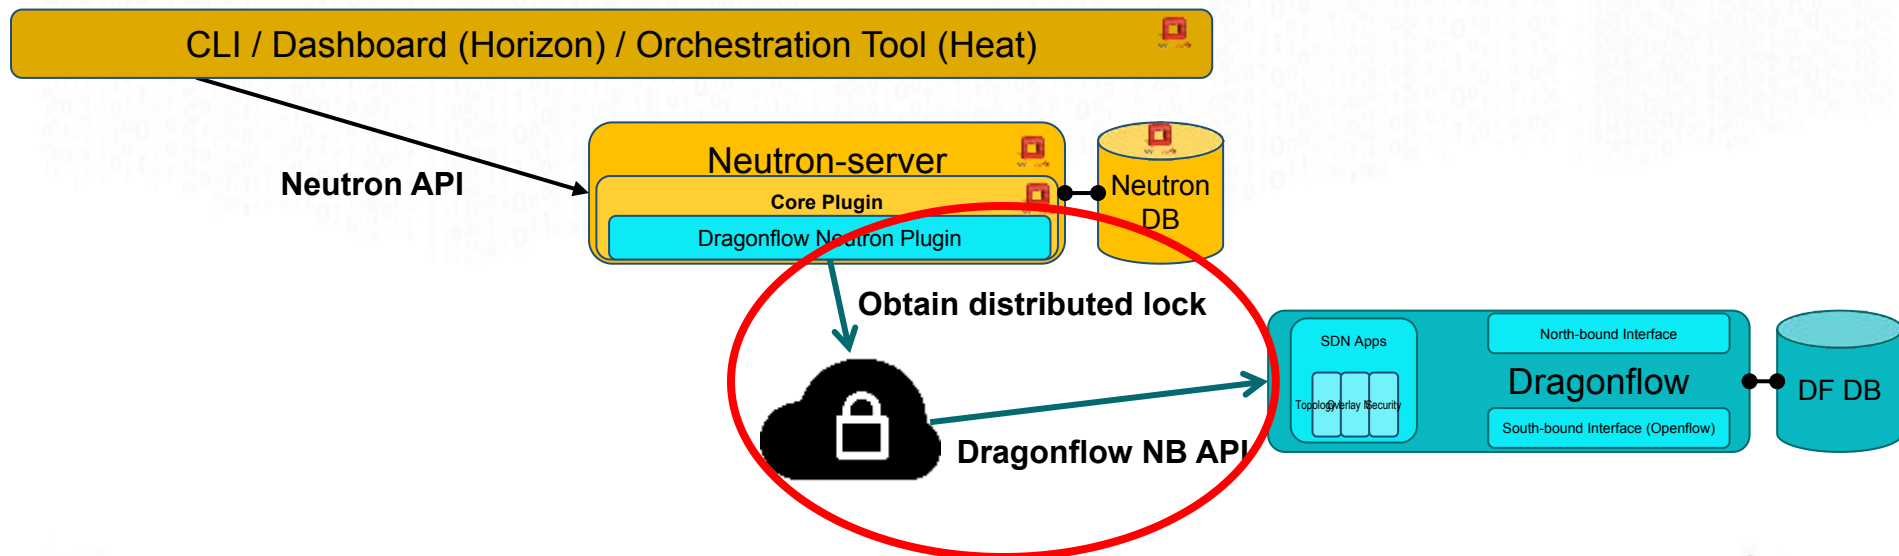 CLI / Dashboard (Horizon) / Orchestration Tool (Heat)
Neutron API
Neutron-server
Core Plugin
Dragonflow Neutron Plugin
Neutron
DB
Obtain distributed lock
Dragonflow NB API
SDN Apps
Topology
Overlay N
Security
North-bound Interface
Dragonflow
South-bound Interface (Openflow)
DF DB